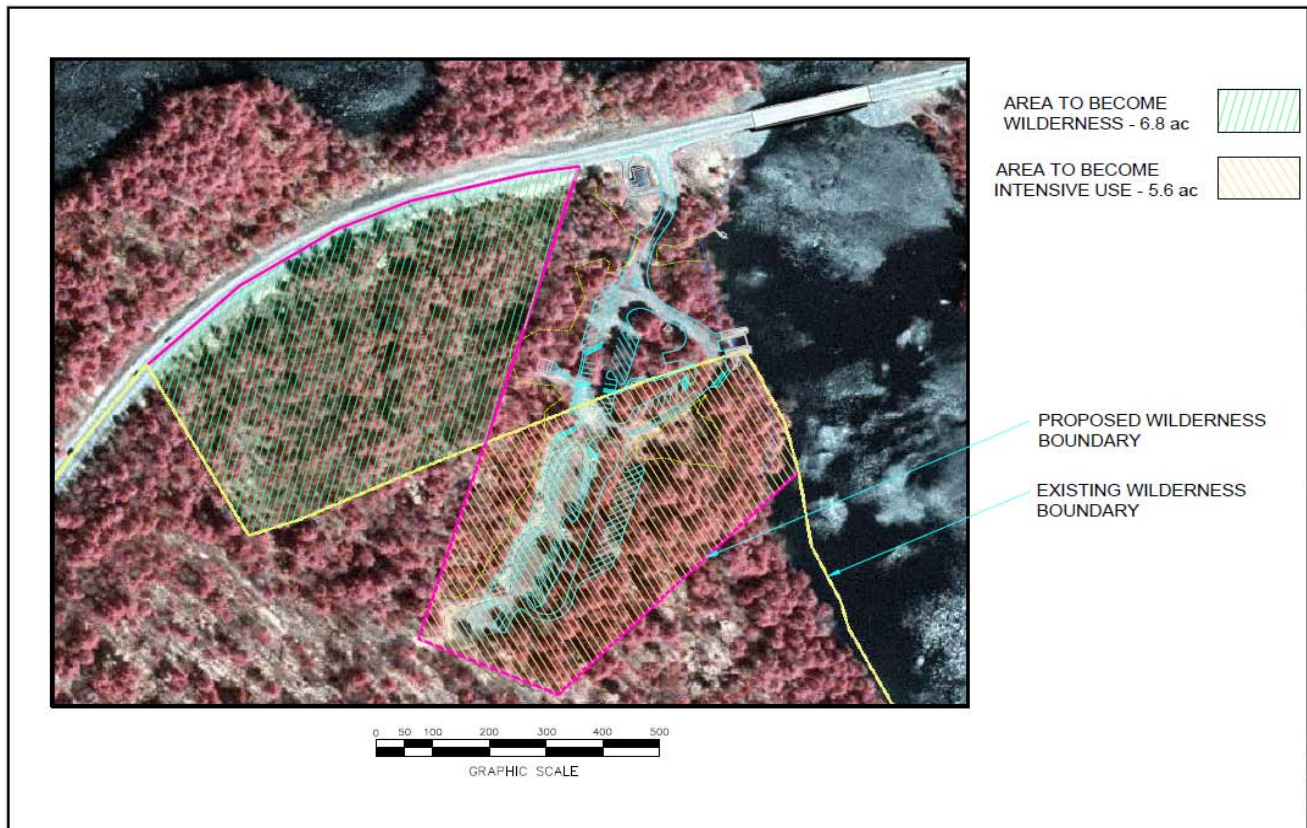 AREA TO BECOME
WILDERNESS - 6.8 ac
AREA TO BECOME
INTENSIVE USE - 5.6 ac
PROPOSED WILDERNESS
BOUNDARY
EXISTING WILDERNESS
BOUNDARY
0 50 100 200 300 400 500
GRAPHIC SCALE